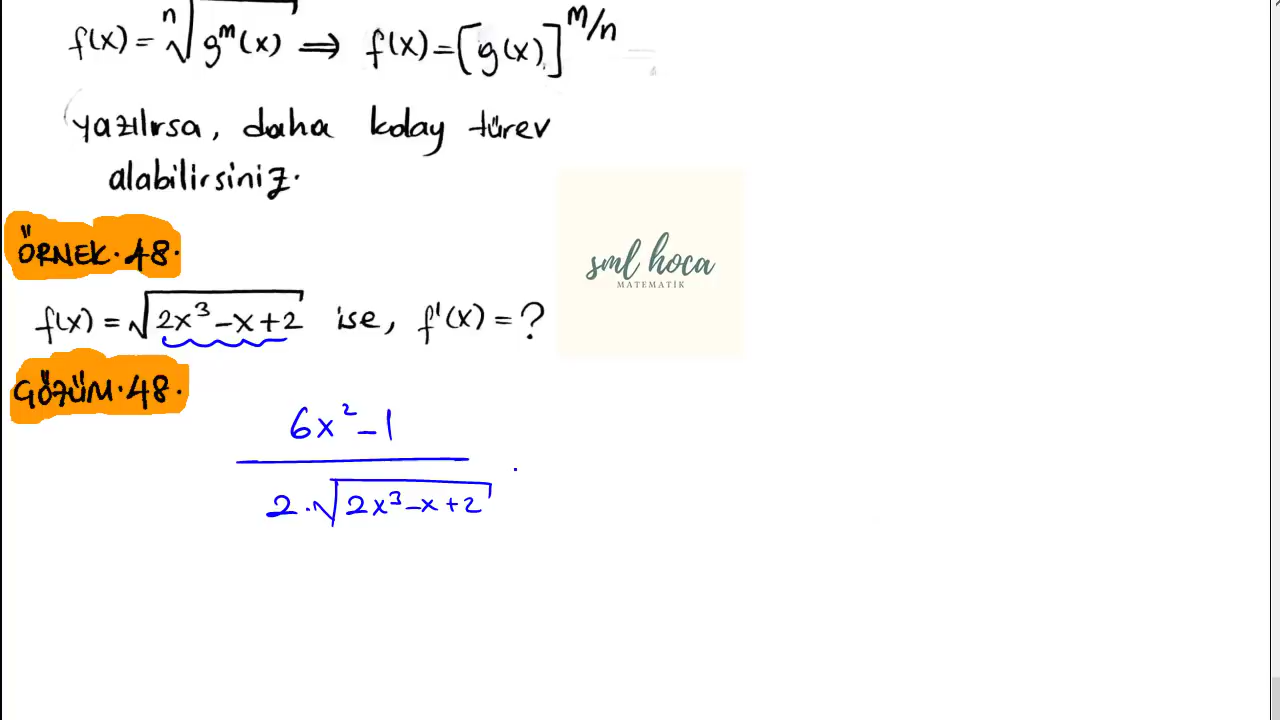 f(x) = ⁿ√gᵐ(x) ⟹ f(x) = [g(x)]^m/n
yazılırsa, daha kolay türev
alabilirsiniz.
ÖRNEK.48.
f(x) = √2x³-x+2 ise, f'(x) = ?
ÇÖZÜM.48.
6x²-1
2.√2x³-x+2
sml hoca
MATEMATİK